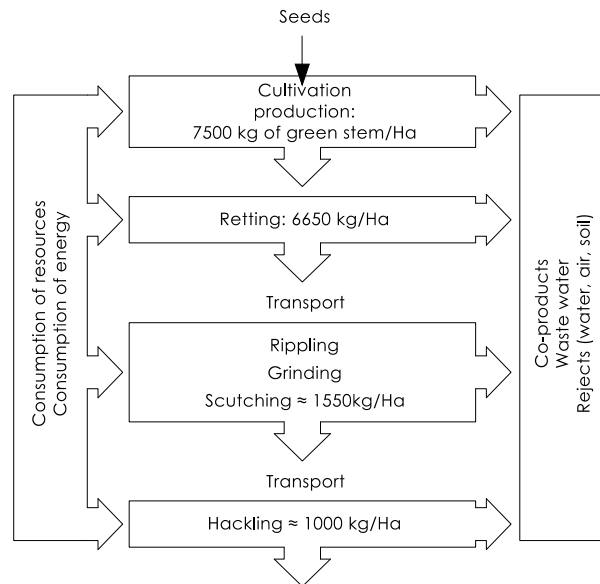 Seeds
Cultivation
production:
7500 kg of green stem/Ha
Retting: 6650 kg/Ha
Transport
Rippling
Grinding
Scutching ≈ 1550kg/Ha
Transport
Hackling ≈ 1000 kg/Ha
Consumption of resources
Consumption of energy
Co-products
Waste water
Rejects (water, air, soil)